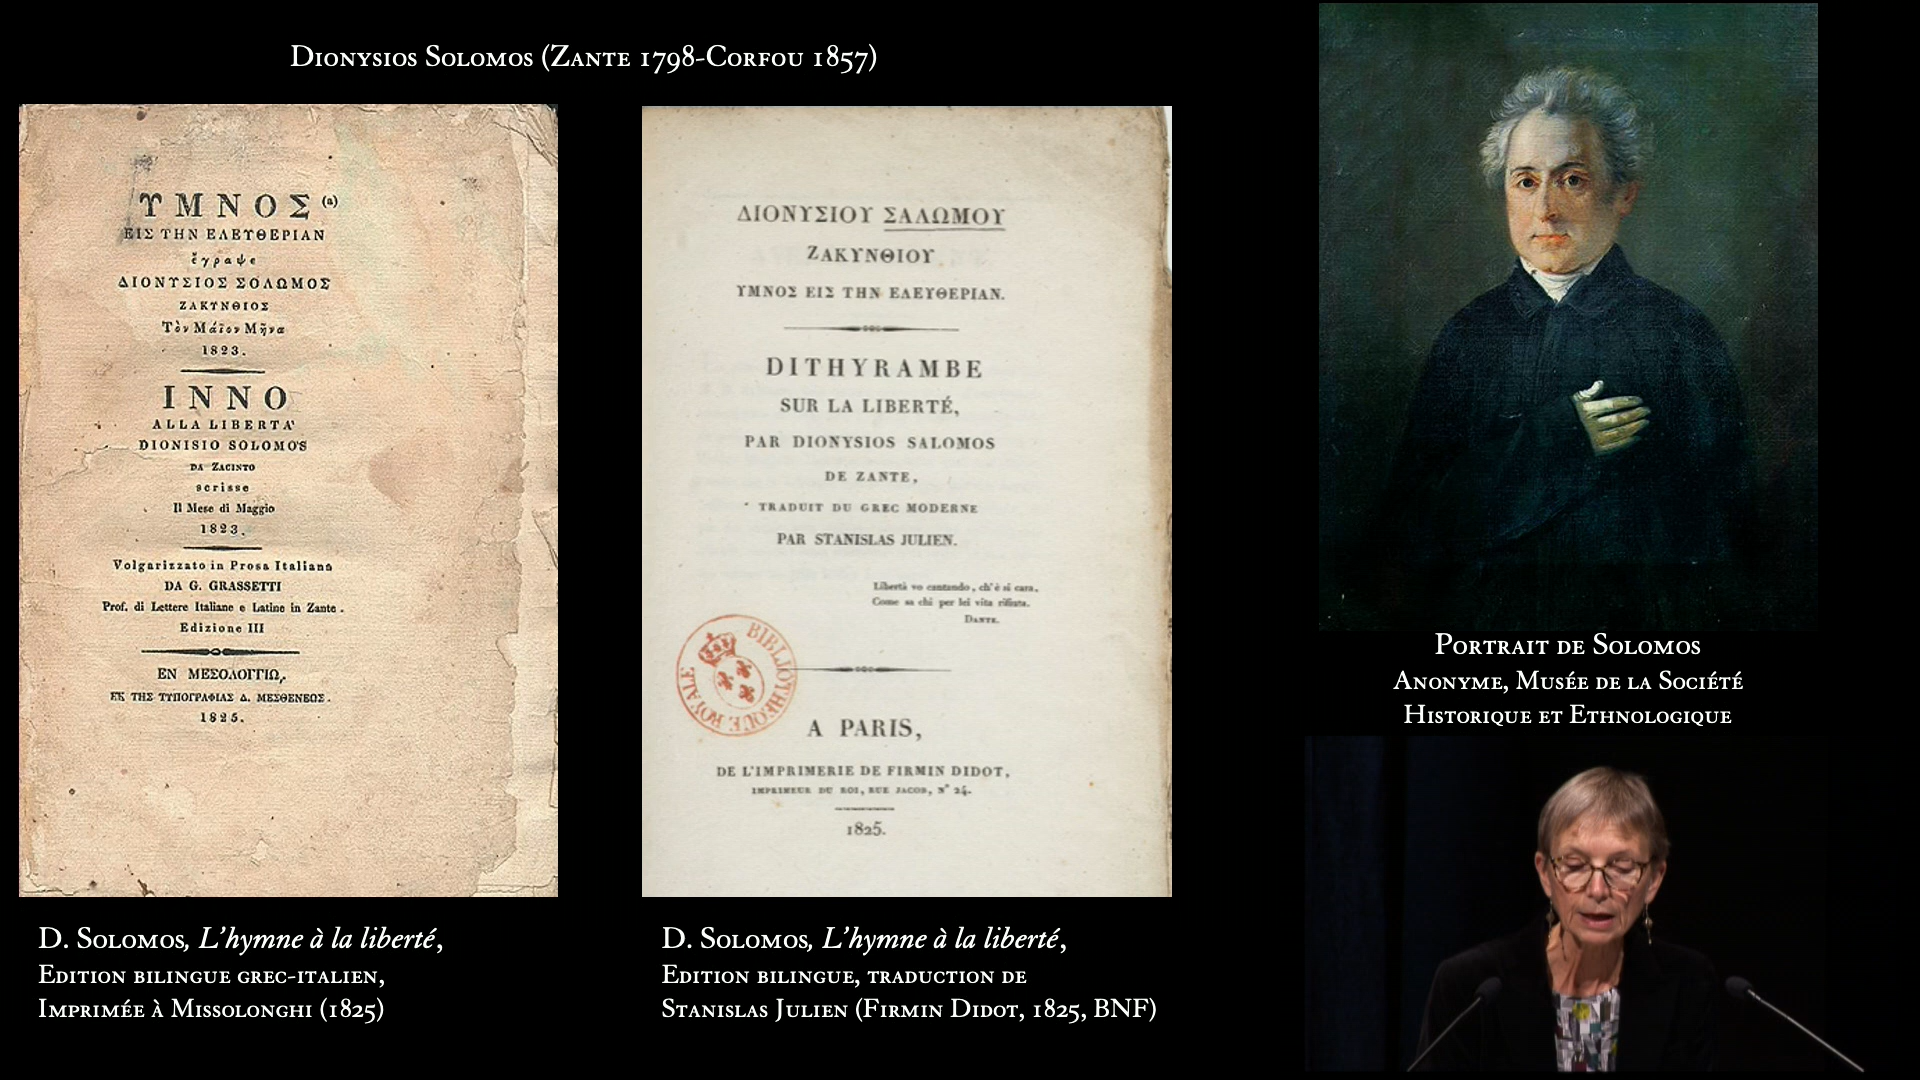 Dionysios Solomos (Zante 1798-Corfou 1857)
ΥΜΝΟΣ (a)
ΕΙΣ ΤΗΝ ΕΛΕΥΘΕΡΙΑΝ
ἔγραψε
ΔΙΟΝΥΣΙΟΣ ΣΟΛΩΜΟΣ
ΖΑΚΥΝΘΙΟΣ
Τὸν Μάϊον Μῆνα
1823.
INNO
ALLA LIBERTA'
DIONISIO SOLOMOS
DA ZACINTO
scrisse
Il Mese di Maggio
1823.
Volgarizzato in Prosa Italiana
DA G. GRASSETTI
Prof. di Lettere Italiane e Latine in Zante.
Edizione III
ΕΝ ΜΕΣΟΛΟΓΓΙΩ,
ΕΚ ΤΗΣ ΤΥΠΟΓΡΑΦΙΑΣ Δ. ΜΕΣΘΕΝΕΩΣ.
1825.
D. Solomos, L'hymne à la liberté,
Edition bilingue grec-italien,
Imprimée à Missolonghi (1825)
ΔΙΟΝΥΣΙΟΥ ΣΑΛΩΜΟΥ
ΖΑΚΥΝΘΙΟΥ
ΥΜΝΟΣ ΕΙΣ ΤΗΝ ΕΛΕΥΘΕΡΙΑΝ.
DITHYRAMBE
SUR LA LIBERTÉ,
PAR DIONYSIOS SALOMOS
DE ZANTE,
TRADUIT DU GREC MODERNE
PAR STANISLAS JULIEN.
Libertà vo cantando, ch'è sì cara,
Come sa chi per lei vita rifiuta.
DANTE.
BIBLIOTHEQUE ROYALE
A PARIS,
DE L'IMPRIMERIE DE FIRMIN DIDOT,
IMPRIMEUR DU ROI, RUE JACOB, N° 24.
1825.
D. Solomos, L'hymne à la liberté,
Edition bilingue, traduction de
Stanislas Julien (Firmin Didot, 1825, BNF)
Portrait de Solomos
Anonyme, Musée de la Société
Historique et Ethnologique